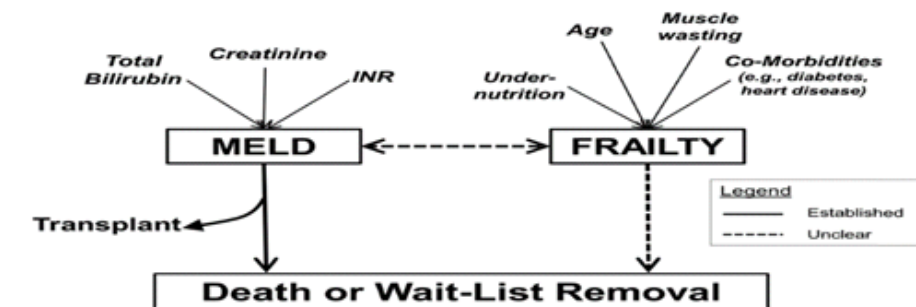 Total
Bilirubin
Creatinine
INR
Under-
nutrition
Age
Muscle
wasting
Co-Morbidities
(e.g., diabetes,
heart disease)
MELD
FRAILTY
Transplant
Legend
Established
Unclear
Death or Wait-List Removal